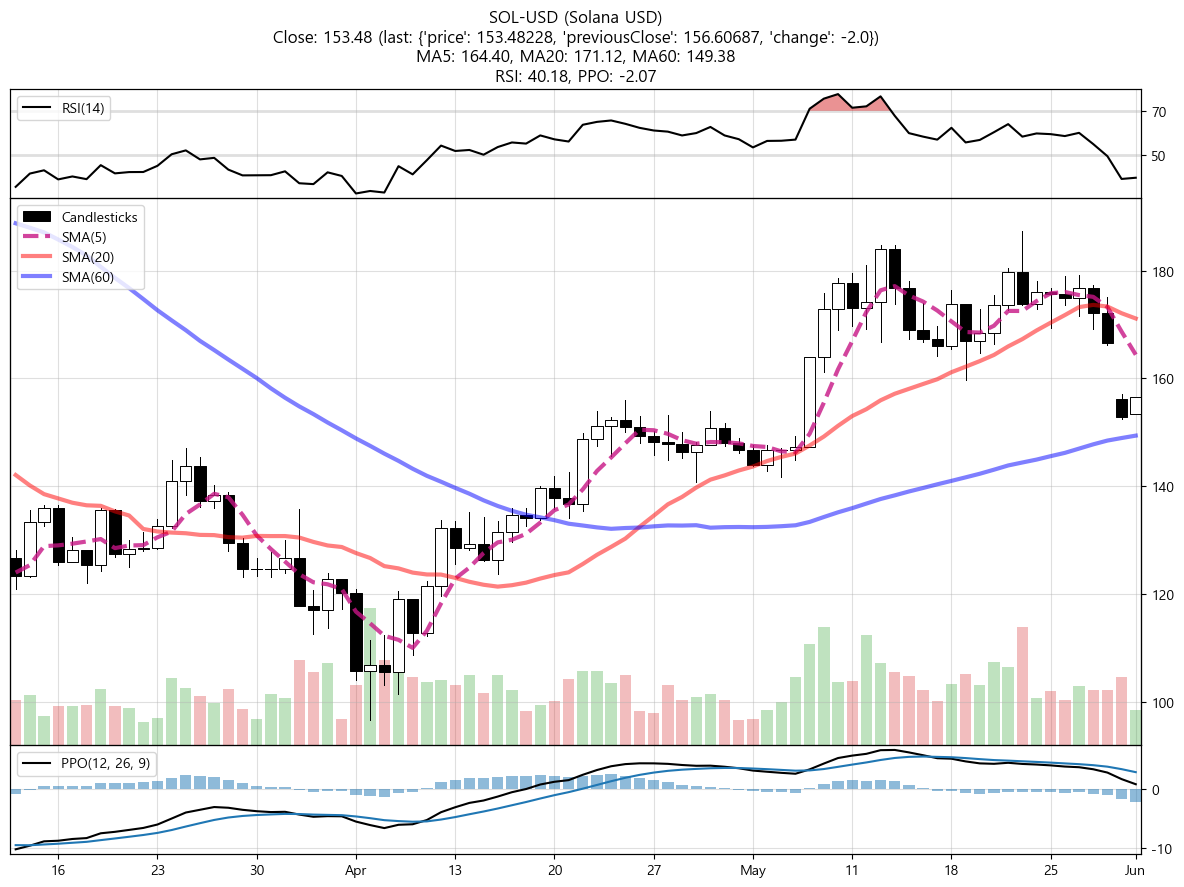 SOL-USD (Solana USD)
Close: 153.48 (last: {'price': 153.48228, 'previousClose': 156.60687, 'change': -2.0})
MA5: 164.40, MA20: 171.12, MA60: 149.38
RSI: 40.18, PPO: -2.07
RSI(14)
70
50
Candlesticks
SMA(5)
SMA(20)
SMA(60)
180
160
140
120
100
PPO(12, 26, 9)
0
-10
16 23 30 Apr 13 20 27 May 11 18 25 Jun